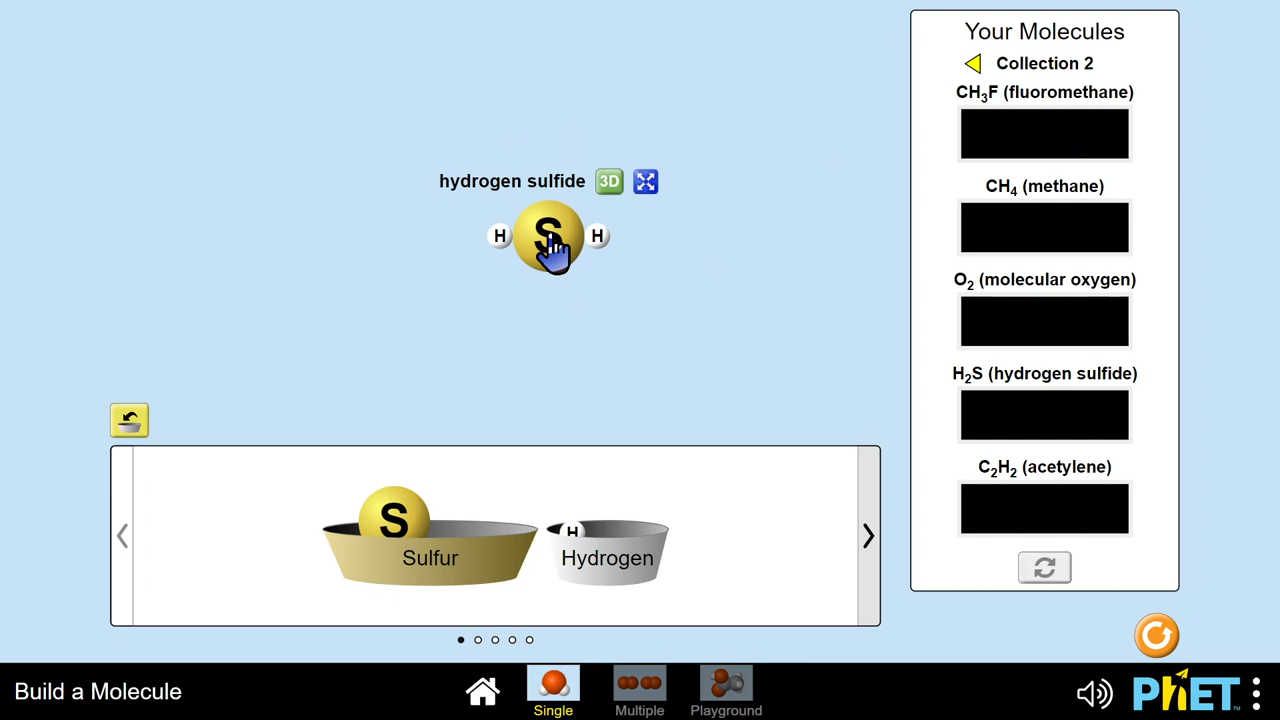 Your Molecules
Collection 2
CH₃F (fluoromethane)
CH₄ (methane)
O₂ (molecular oxygen)
H₂S (hydrogen sulfide)
C₂H₂ (acetylene)
hydrogen sulfide 3D
H S H
S H
Sulfur Hydrogen
Build a Molecule
Single Multiple Playground
PhET™